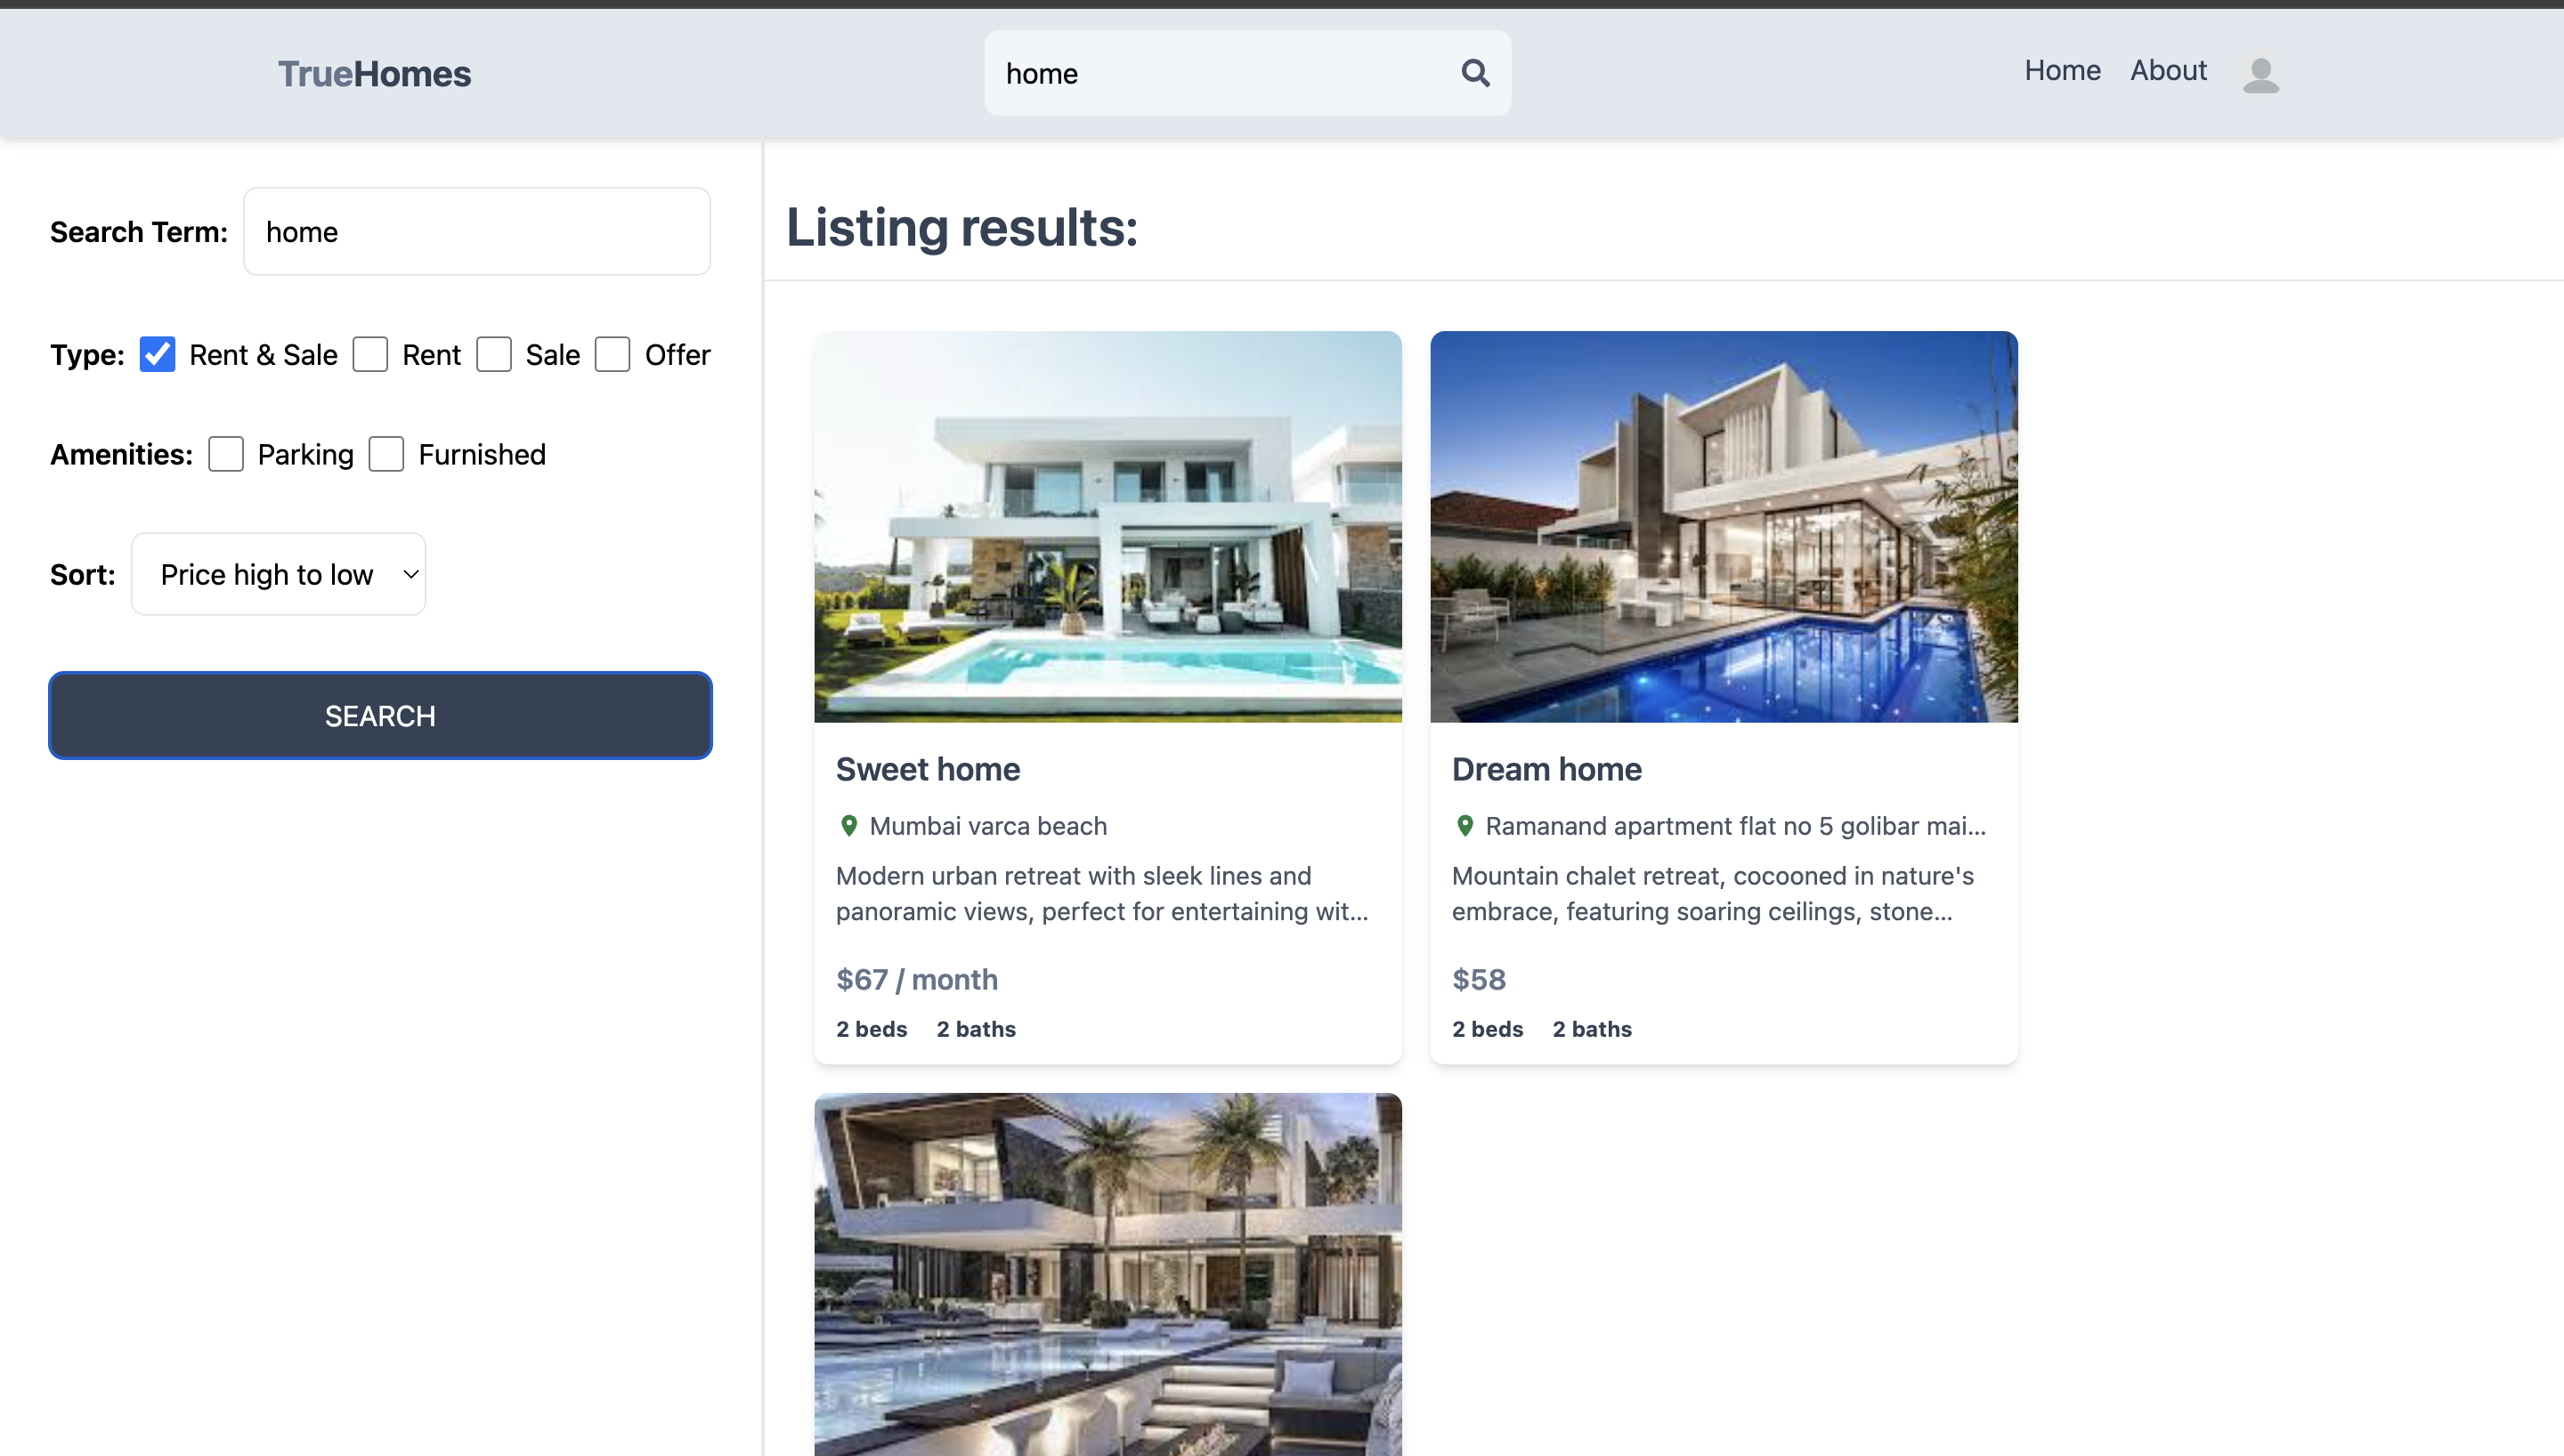 TrueHomes
home
Home About
Search Term: home
Type: Rent & Sale Rent Sale Offer
Amenities: Parking Furnished
Sort: Price high to low
SEARCH
Listing results:
Sweet home
Mumbai varca beach
Modern urban retreat with sleek lines and
panoramic views, perfect for entertaining wit...
$67 / month
2 beds 2 baths
Dream home
Ramanand apartment flat no 5 golibar mai...
Mountain chalet retreat, cocooned in nature's
embrace, featuring soaring ceilings, stone...
$58
2 beds 2 baths